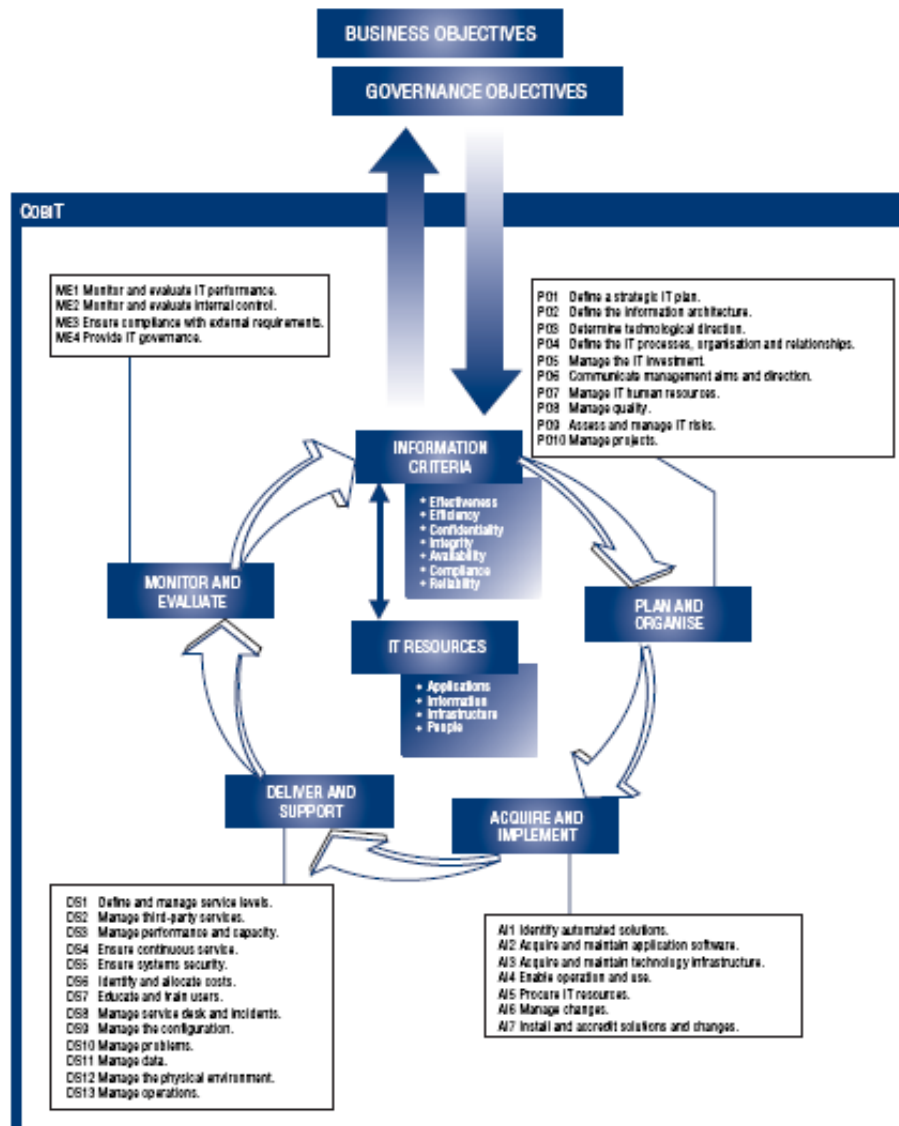 BUSINESS OBJECTIVES
GOVERNANCE OBJECTIVES
COBIT
ME1 Monitor and evaluate IT performance.
ME2 Monitor and evaluate internal control.
ME3 Ensure compliance with external requirements.
ME4 Provide IT governance.
PO1 Define a strategic IT plan.
PO2 Define the information architecture.
PO3 Determine technological direction.
PO4 Define the IT processes, organisation and relationships.
PO5 Manage the IT investment.
PO6 Communicate management aims and direction.
PO7 Manage IT human resources.
PO8 Manage quality.
PO9 Assess and manage IT risks.
PO10 Manage projects.
INFORMATION
CRITERIA
• Effectiveness
• Efficiency
• Confidentiality
• Integrity
• Availability
• Compliance
• Reliability
MONITOR AND
EVALUATE
PLAN AND
ORGANISE
IT RESOURCES
• Applications
• Information
• Infrastructure
• People
DELIVER AND
SUPPORT
ACQUIRE AND
IMPLEMENT
DS1 Define and manage service levels.
DS2 Manage third-party services.
DS3 Manage performance and capacity.
DS4 Ensure continuous service.
DS5 Ensure systems security.
DS6 Identify and allocate costs.
DS7 Educate and train users.
DS8 Manage service desk and incidents.
DS9 Manage the configuration.
DS10 Manage problems.
DS11 Manage data.
DS12 Manage the physical environment.
DS13 Manage operations.
AI1 Identify automated solutions.
AI2 Acquire and maintain application software.
AI3 Acquire and maintain technology infrastructure.
AI4 Enable operation and use.
AI5 Procure IT resources.
AI6 Manage changes.
AI7 Install and accredit solutions and changes.